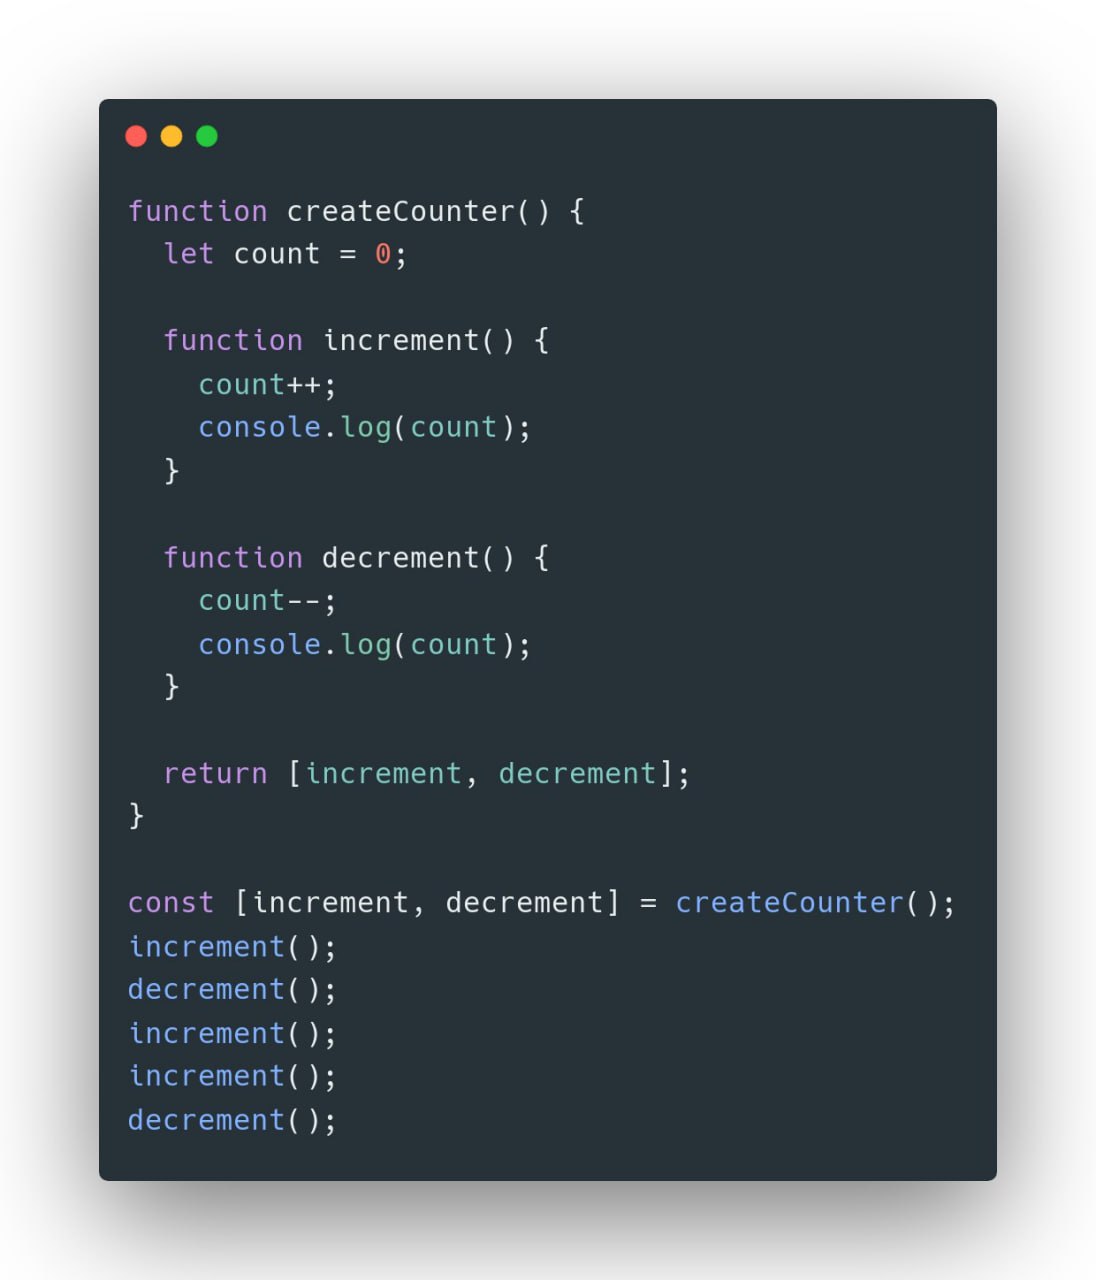 function createCounter() {
  let count = 0;

  function increment() {
    count++;
    console.log(count);
  }

  function decrement() {
    count--;
    console.log(count);
  }

  return [increment, decrement];
}

const [increment, decrement] = createCounter();
increment();
decrement();
increment();
increment();
decrement();